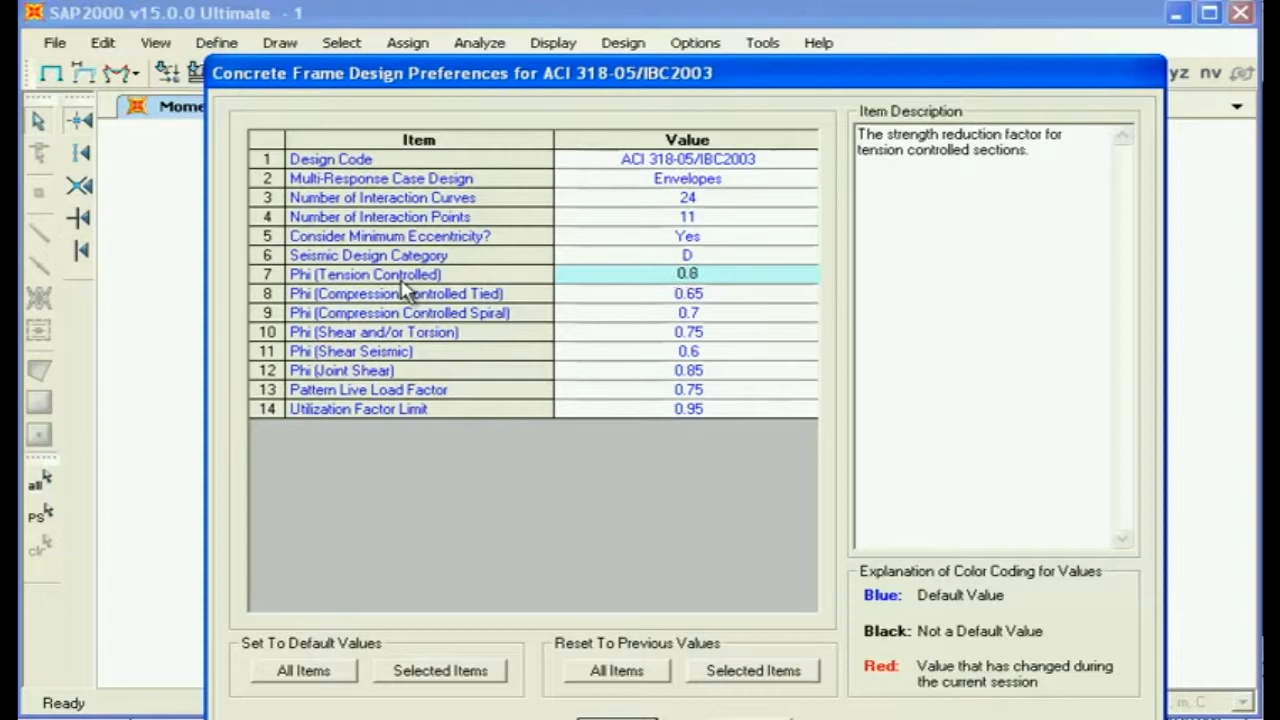 SAP2000 v15.0.0 Ultimate - 1
File Edit View Define Draw Select Assign Analyze Display Design Options Tools Help
Concrete Frame Design Preferences for ACI 318-05/IBC2003
yz nv
Mome
Item Value
1 Design Code ACI 318-05/IBC2003
2 Multi-Response Case Design Envelopes
3 Number of Interaction Curves 24
4 Number of Interaction Points 11
5 Consider Minimum Eccentricity? Yes
6 Seismic Design Category D
7 Phi (Tension Controlled) 0.8
8 Phi (Compression Controlled Tied) 0.65
9 Phi (Compression Controlled Spiral) 0.7
10 Phi (Shear and/or Torsion) 0.75
11 Phi (Shear Seismic) 0.6
12 Phi (Joint Shear) 0.85
13 Pattern Live Load Factor 0.75
14 Utilization Factor Limit 0.95
Item Description
The strength reduction factor for
tension controlled sections.
all
PS
clr
Explanation of Color Coding for Values
Blue: Default Value
Black: Not a Default Value
Red: Value that has changed during
the current session
Set To Default Values
All Items Selected Items
Reset To Previous Values
All Items Selected Items
Ready
, m, C